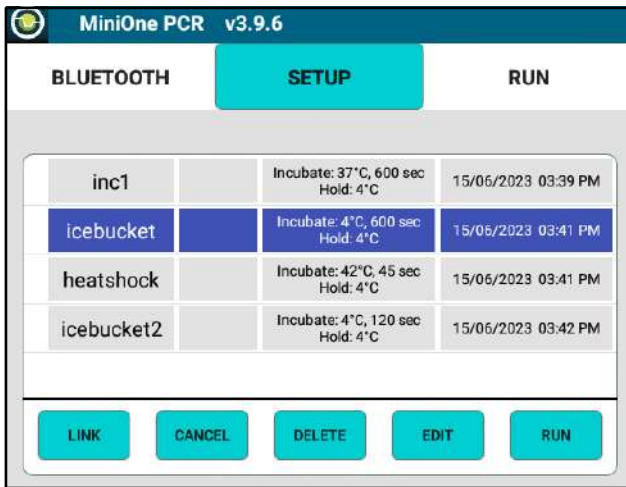 MiniOne PCR v3.9.6
BLUETOOTH SETUP RUN
inc1 Incubate: 37°C, 600 sec 15/06/2023 03:39 PM
Hold: 4°C
icebucket Incubate: 4°C, 600 sec 15/06/2023 03:41 PM
Hold: 4°C
heatshock Incubate: 42°C, 45 sec 15/06/2023 03:41 PM
Hold: 4°C
icebucket2 Incubate: 4°C, 120 sec 15/06/2023 03:42 PM
Hold: 4°C
LINK CANCEL DELETE EDIT RUN